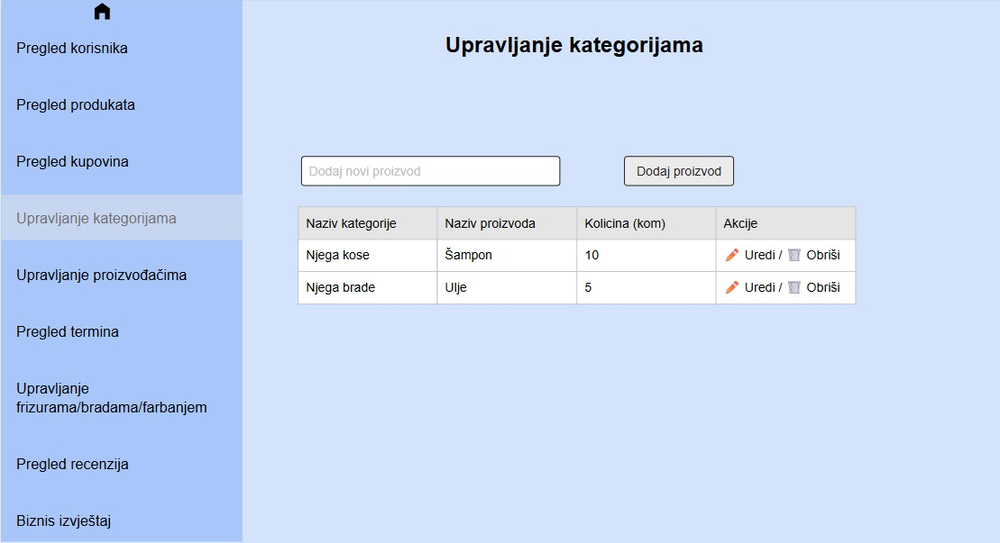 Pregled korisnika
Pregled produkata
Pregled kupovina
Upravljanje kategorijama
Upravljanje proizvođačima
Pregled termina
Upravljanje
frizurama/bradama/farbanjem
Pregled recenzija
Biznis izvještaj
Upravljanje kategorijama
Dodaj novi proizvod
Dodaj proizvod
Naziv kategorije Naziv proizvoda Kolicina (kom) Akcije
Njega kose Šampon 10 Uredi / Obriši
Njega brade Ulje 5 Uredi / Obriši